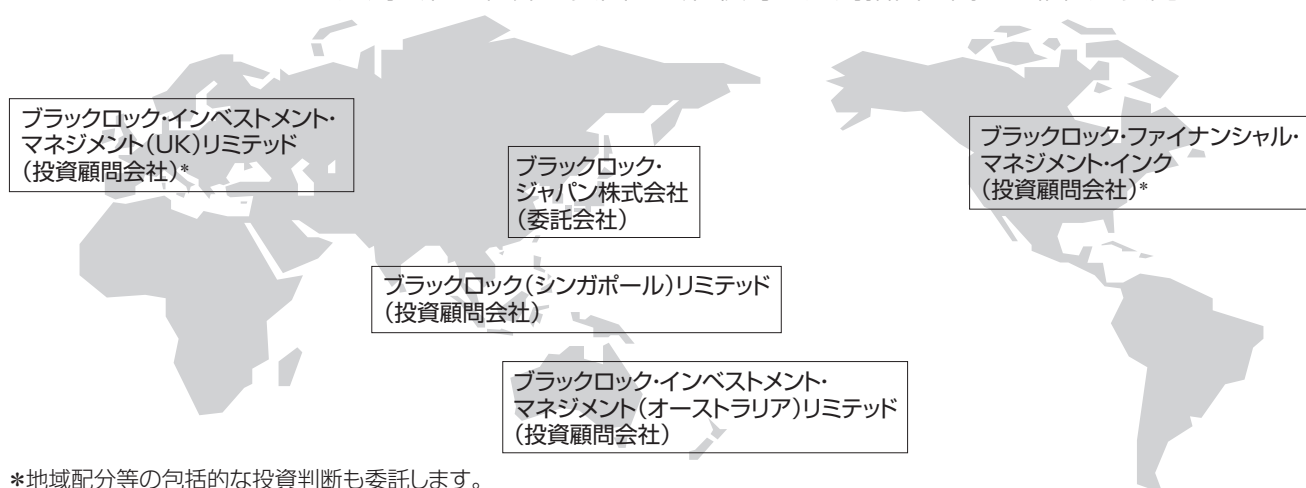 ブラックロック・インベストメント・
マネジメント(UK)リミテッド
(投資顧問会社)*
ブラックロック・
ジャパン株式会社
(委託会社)
ブラックロック・ファイナンシャル・
マネジメント・インク
(投資顧問会社)*
ブラックロック(シンガポール)リミテッド
(投資顧問会社)
ブラックロック・インベストメント・
マネジメント(オーストラリア)リミテッド
(投資顧問会社)
*地域配分等の包括的な投資判断も委託します。